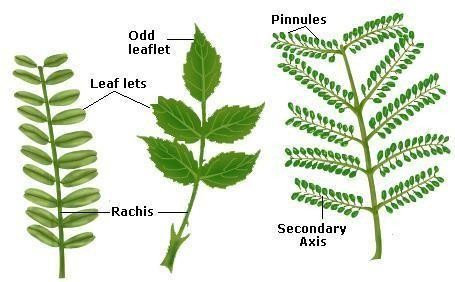 Pinnules
Odd
leaflet
Leaf lets
Rachis
Secondary
Axis